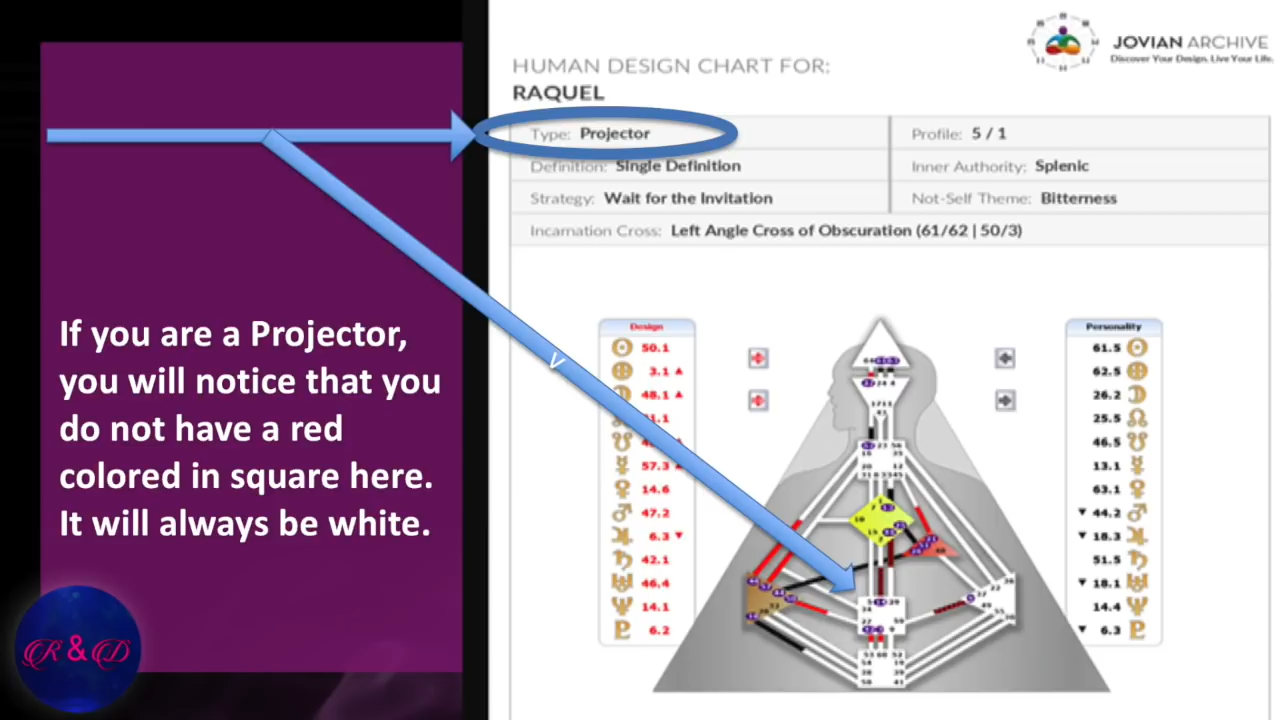 JOVIAN ARCHIVE
Discover Your Design. Live Your Life.
HUMAN DESIGN CHART FOR:
RAQUEL
Type: Projector
Profile: 5 / 1
Definition: Single Definition
Inner Authority: Splenic
Strategy: Wait for the Invitation
Not-Self Theme: Bitterness
Incarnation Cross: Left Angle Cross of Obscuration (61/62 | 50/3)
If you are a Projector,
you will notice that you
do not have a red
colored in square here.
It will always be white.
V
R & D
Design
50.1
3.1
48.1
57.3
14.6
47.2
6.3
42.1
46.4
14.1
6.2
Personality
61.5
62.5
26.2
25.5
46.5
13.1
63.1
44.2
18.3
51.5
18.1
14.4
6.3